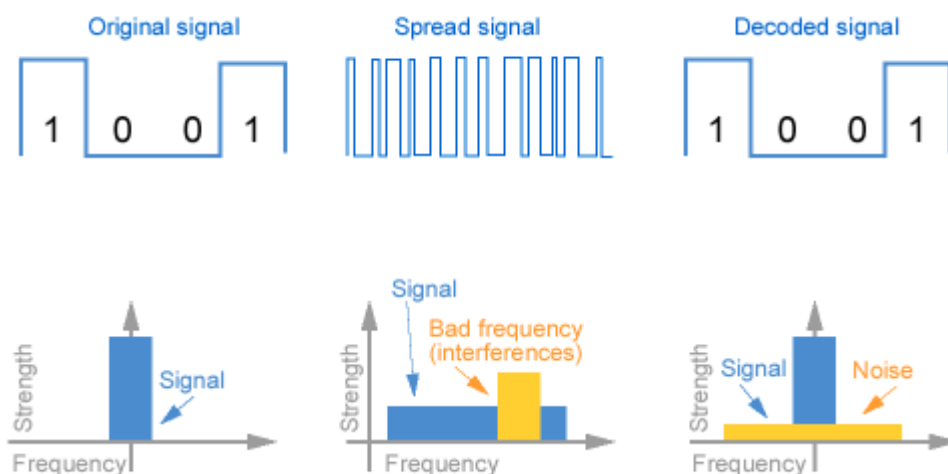 Original signal
Spread signal
Decoded signal
1 0 0 1
1 0 0 1
Strength
Signal
Frequency
Strength
Signal
Bad frequency
(interferences)
Frequency
Strength
Signal
Noise
Frequency